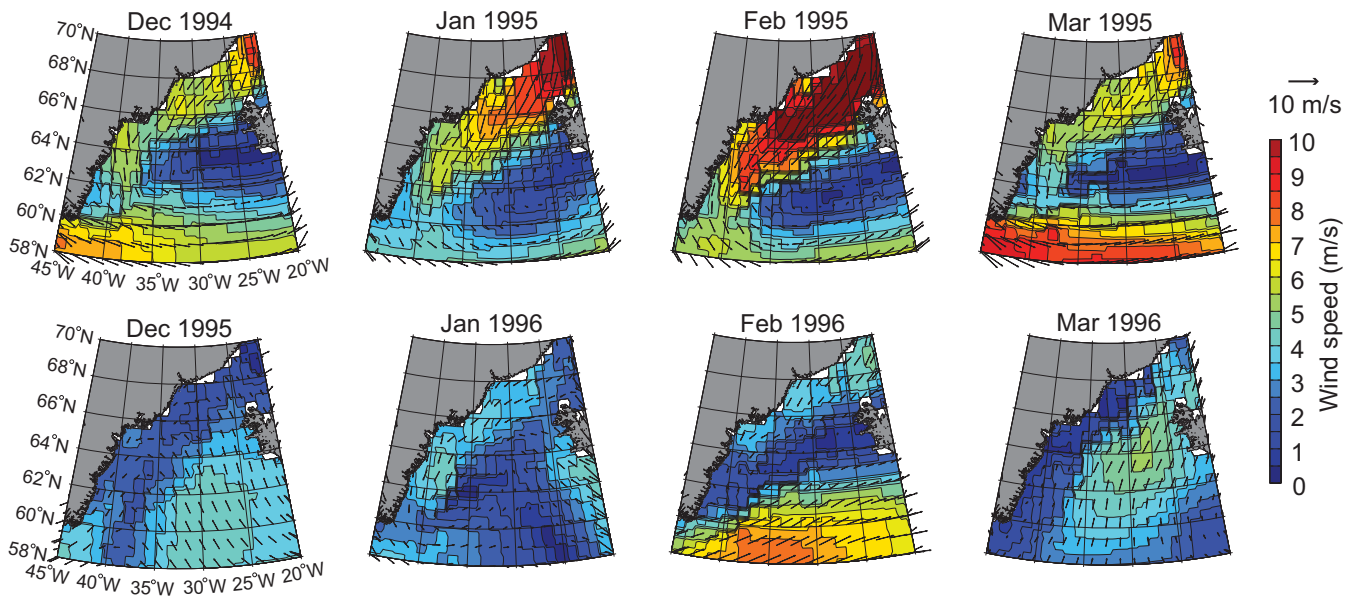 Dec 1994
Jan 1995
Feb 1995
Mar 1995
70°N
68°N
66°N
64°N
62°N
60°N
58°N
45°W
40°W
35°W
30°W
25°W
20°W
10 m/s
10
9
8
7
6
5
4
3
2
1
0
Wind speed (m/s)
Dec 1995
Jan 1996
Feb 1996
Mar 1996
70°N
68°N
66°N
64°N
62°N
60°N
58°N
45°W
40°W
35°W
30°W
25°W
20°W